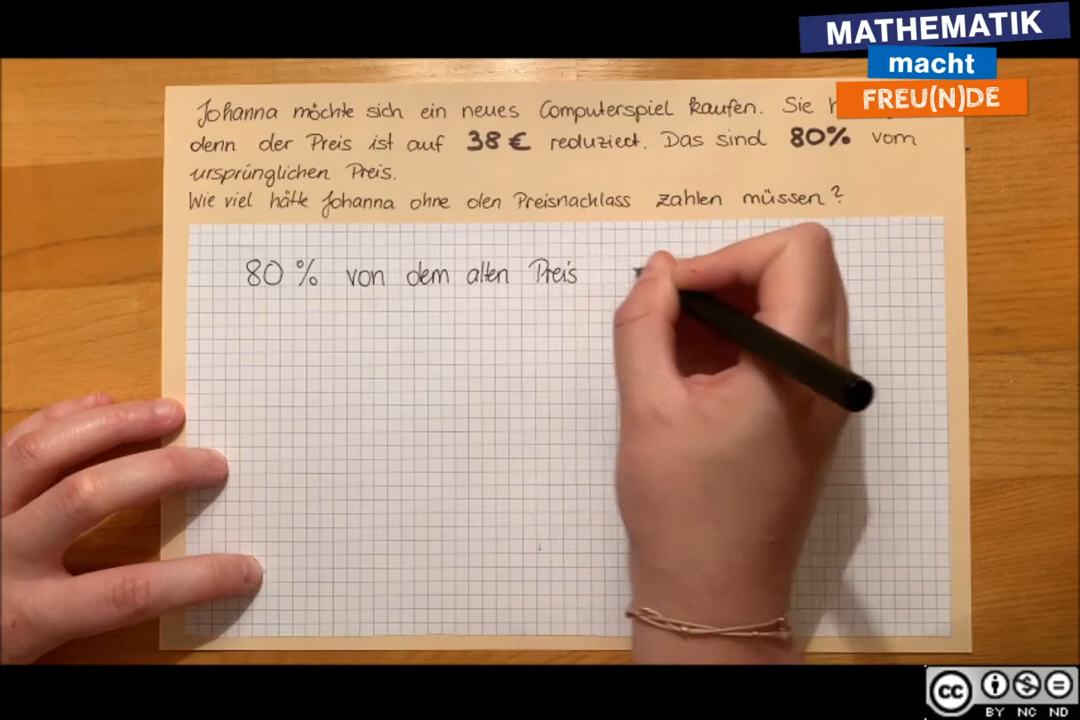 MATHEMATIK
macht
FREU(N)DE
Johanna möchte sich ein neues Computerspiel kaufen. Sie
denn der Preis ist auf 38 € reduziert. Das sind 80% vom
ursprünglichen Preis.
Wie viel hätte Johanna ohne den Preisnachlass zahlen müssen?
80 % von dem alten Preis
cc
BY NC ND